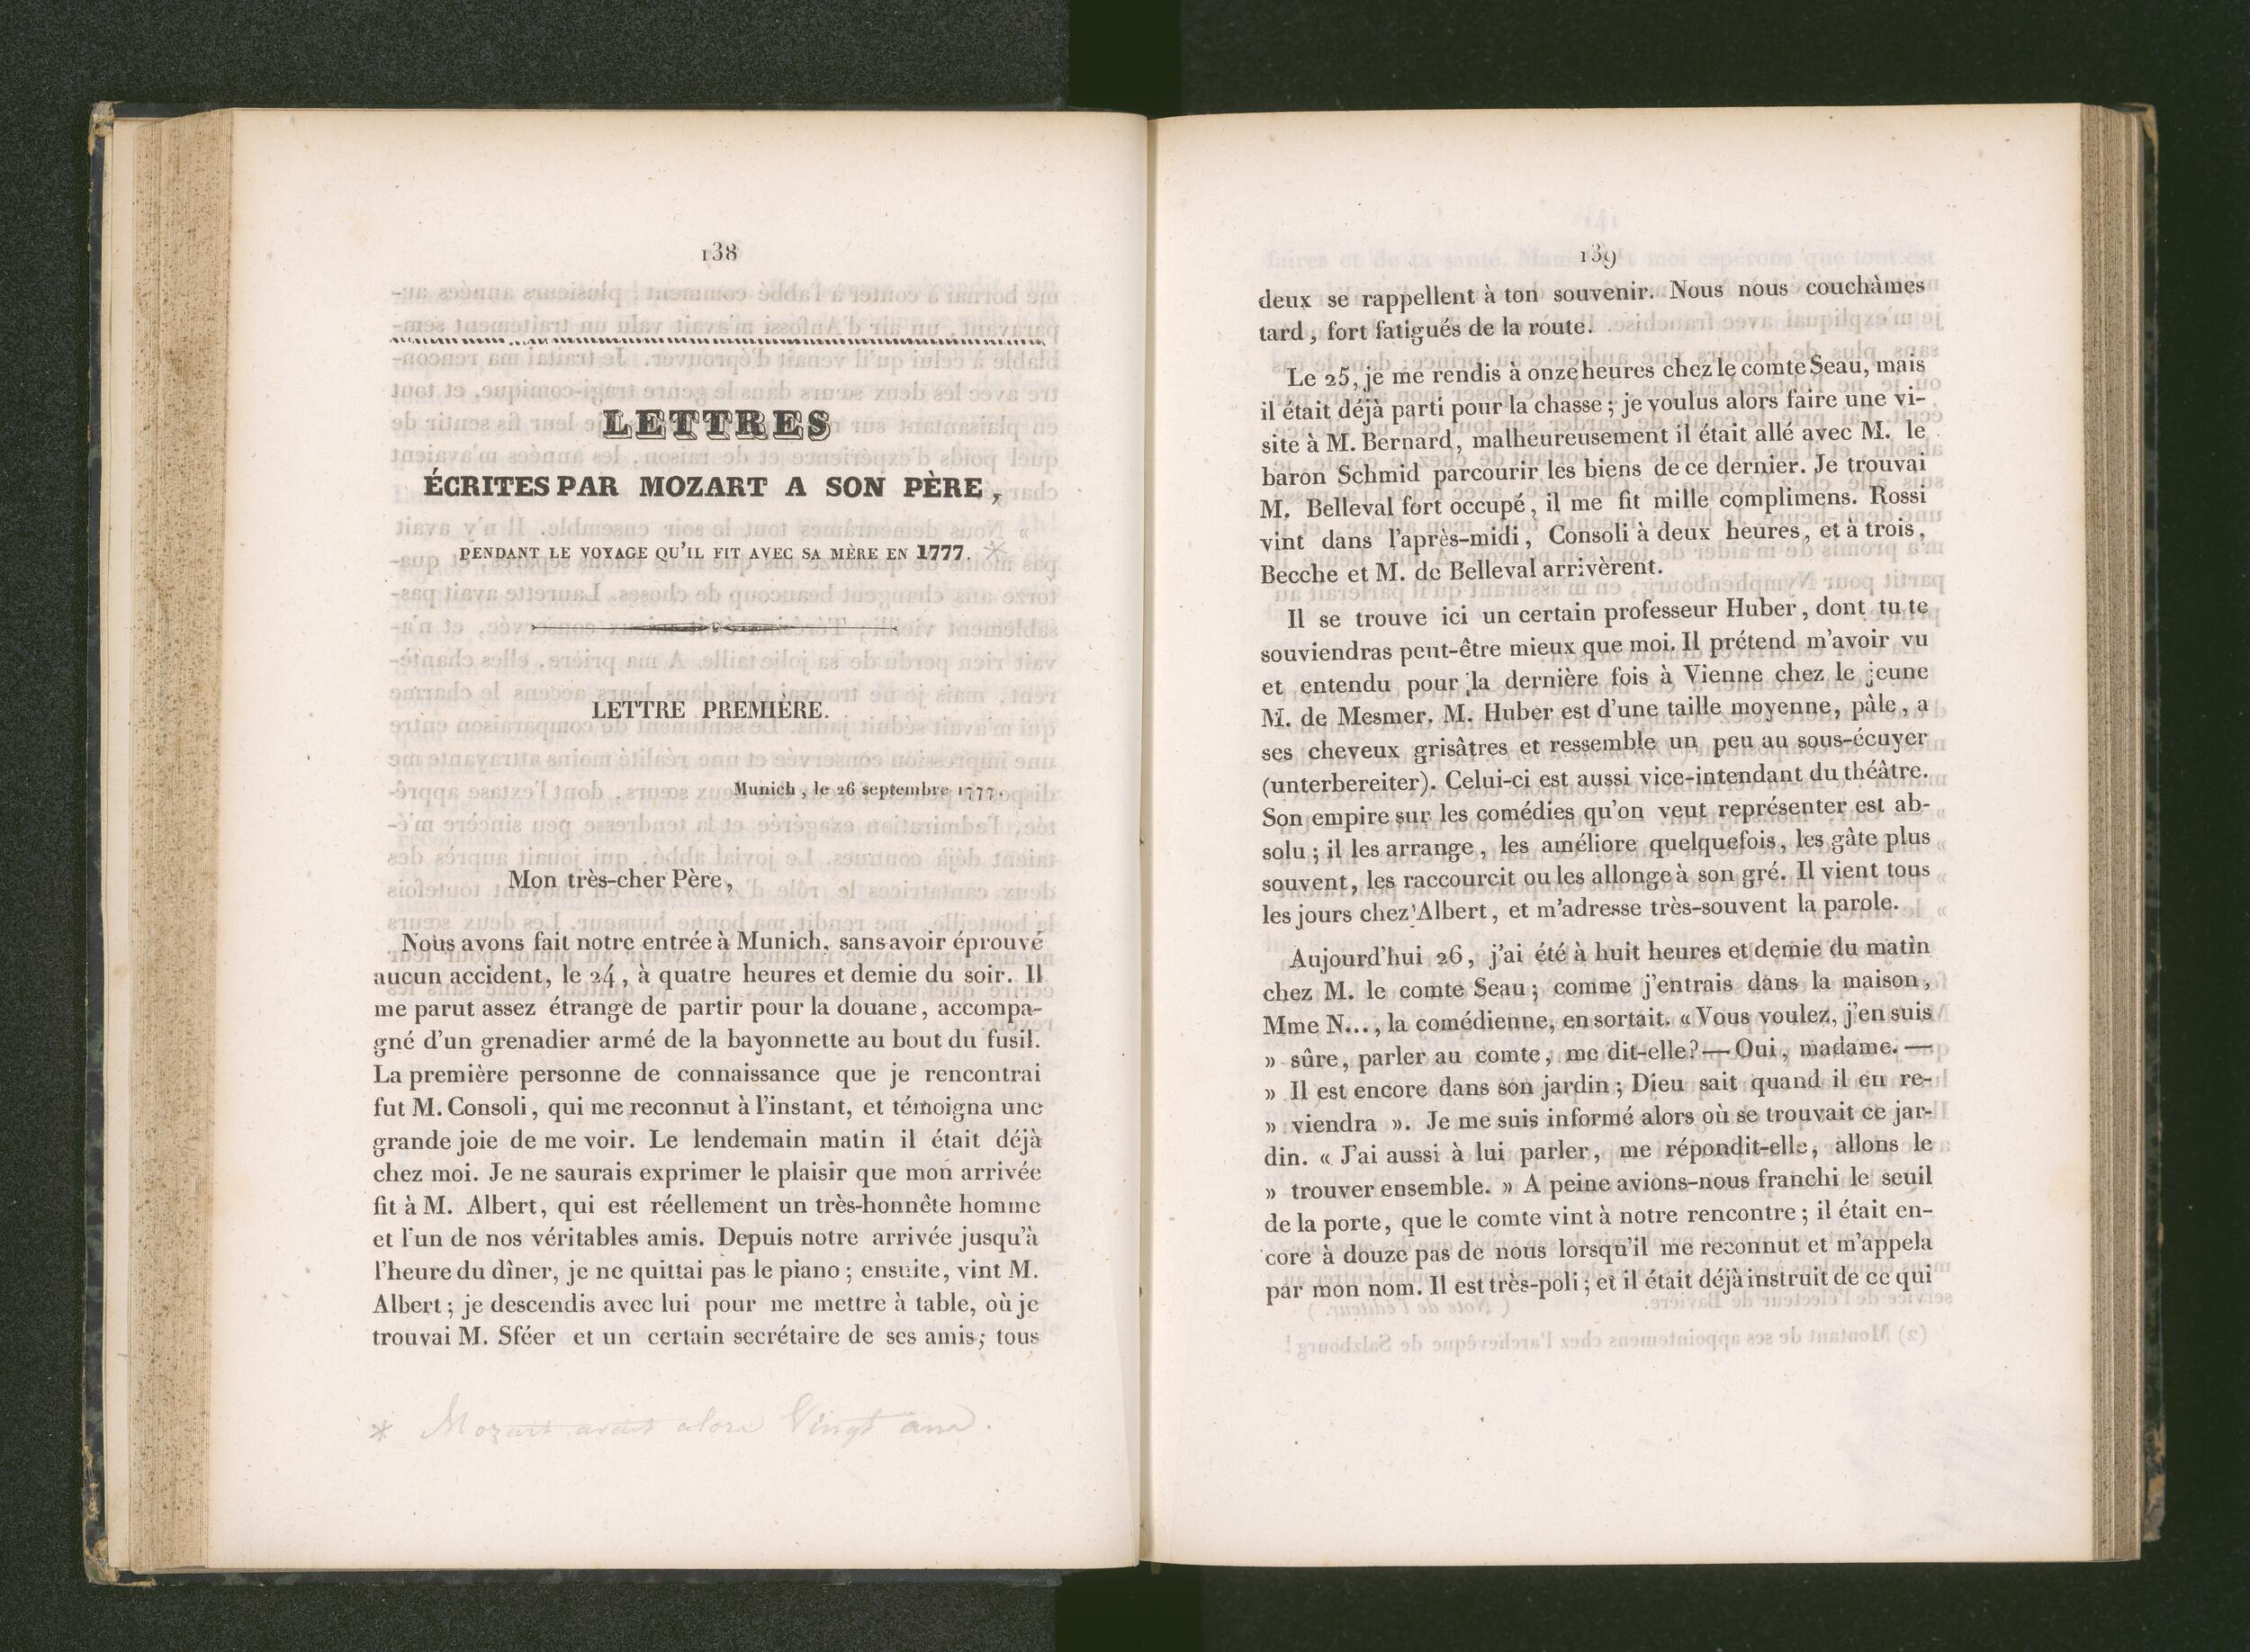 138
LETTRES
ÉCRITES PAR MOZART A SON PÈRE,
PENDANT LE VOYAGE QU'IL FIT AVEC SA MÈRE EN 1777. *
LETTRE PREMIÈRE.
Munich, le 26 septembre 1777.
Mon très-cher Père,
Nous avons fait notre entrée à Munich, sans avoir éprouvé
aucun accident, le 24, à quatre heures et demie du soir. Il
me parut assez étrange de partir pour la douane, accompa-
gné d'un grenadier armé de la bayonnette au bout du fusil.
La première personne de connaissance que je rencontrai
fut M. Consoli, qui me reconnut à l'instant, et témoigna une
grande joie de me voir. Le lendemain matin il était déjà
chez moi. Je ne saurais exprimer le plaisir que mon arrivée
fit à M. Albert, qui est réellement un très-honnête homme
et l'un de nos véritables amis. Depuis notre arrivée jusqu'à
l'heure du dîner, je ne quittai pas le piano; ensuite, vint M.
Albert; je descendis avec lui pour me mettre à table, où je
trouvai M. Sféer et un certain secrétaire de ses amis; tous
* Mozart avait alors Vingt ans.
139
deux se rappellent à ton souvenir. Nous nous couchâmes
tard, fort fatigués de la route.
Le 25, je me rendis à onze heures chez le comte Seau, mais
il était déjà parti pour la chasse; je voulus alors faire une vi-
site à M. Bernard, malheureusement il était allé avec M. le
baron Schmid parcourir les biens de ce dernier. Je trouvai
M. Belleval fort occupé, il me fit mille complimens. Rossi
vint dans l'après-midi, Consoli à deux heures, et à trois,
Becche et M. de Belleval arrivèrent.
Il se trouve ici un certain professeur Huber, dont tu te
souviendras peut-être mieux que moi. Il prétend m'avoir vu
et entendu pour la dernière fois à Vienne chez le jeune
M. de Mesmer. M. Huber est d'une taille moyenne, pâle, a
ses cheveux grisâtres et ressemble un peu au sous-écuyer
(unterbereiter). Celui-ci est aussi vice-intendant du théâtre.
Son empire sur les comédies qu'on veut représenter est ab-
solu; il les arrange, les améliore quelquefois, les gâte plus
souvent, les raccourcit ou les allonge à son gré. Il vient tous
les jours chez Albert, et m'adresse très-souvent la parole.
Aujourd'hui 26, j'ai été à huit heures et demie du matin
chez M. le comte Seau; comme j'entrais dans la maison,
Mme N..., la comédienne, en sortait. « Vous voulez, j'en suis
» sûre, parler au comte, me dit-elle? — Oui, madame. —
» Il est encore dans son jardin; Dieu sait quand il en re-
» viendra ». Je me suis informé alors où se trouvait ce jar-
din. « J'ai aussi à lui parler, me répondit-elle, allons le
» trouver ensemble. » A peine avions-nous franchi le seuil
de la porte, que le comte vint à notre rencontre; il était en-
core à douze pas de nous lorsqu'il me reconnut et m'appela
par mon nom. Il est très-poli; et il était déjà instruit de ce qui